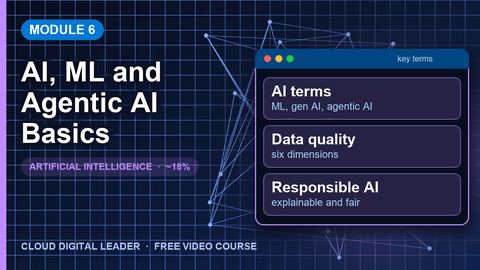 MODULE 6
AI, ML and
Agentic AI
Basics
ARTIFICIAL INTELLIGENCE · ~18%
key terms
AI terms
ML, gen AI, agentic AI
Data quality
six dimensions
Responsible AI
explainable and fair
CLOUD DIGITAL LEADER · FREE VIDEO COURSE